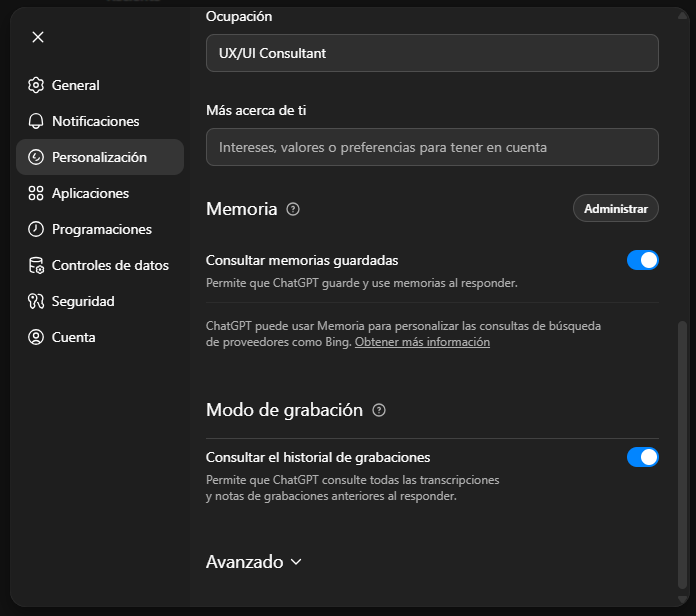 Ocupación
UX/UI Consultant
General
Más acerca de ti
Notificaciones
Intereses, valores o preferencias para tener en cuenta
Personalización
Aplicaciones
Memoria
Administrar
Programaciones
Controles de datos
Consultar memorias guardadas
Permite que ChatGPT guarde y use memorias al responder.
Seguridad
Cuenta
ChatGPT puede usar Memoria para personalizar las consultas de búsqueda
de proveedores como Bing. Obtener más información
Modo de grabación
Consultar el historial de grabaciones
Permite que ChatGPT consulte todas las transcripciones
y notas de grabaciones anteriores al responder.
Avanzado